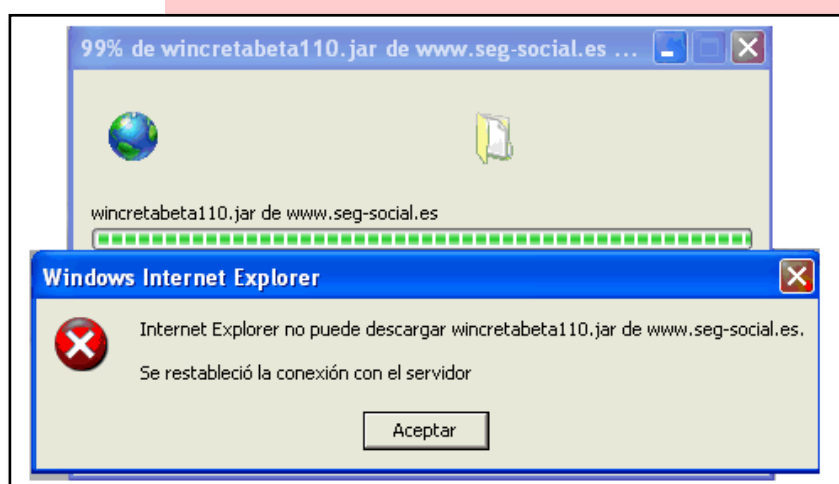 99% de wincretabeta110.jar de www.seg-social.es ...
wincretabeta110.jar de www.seg-social.es
Windows Internet Explorer
Internet Explorer no puede descargar wincretabeta110.jar de www.seg-social.es.
Se restableció la conexión con el servidor
Aceptar